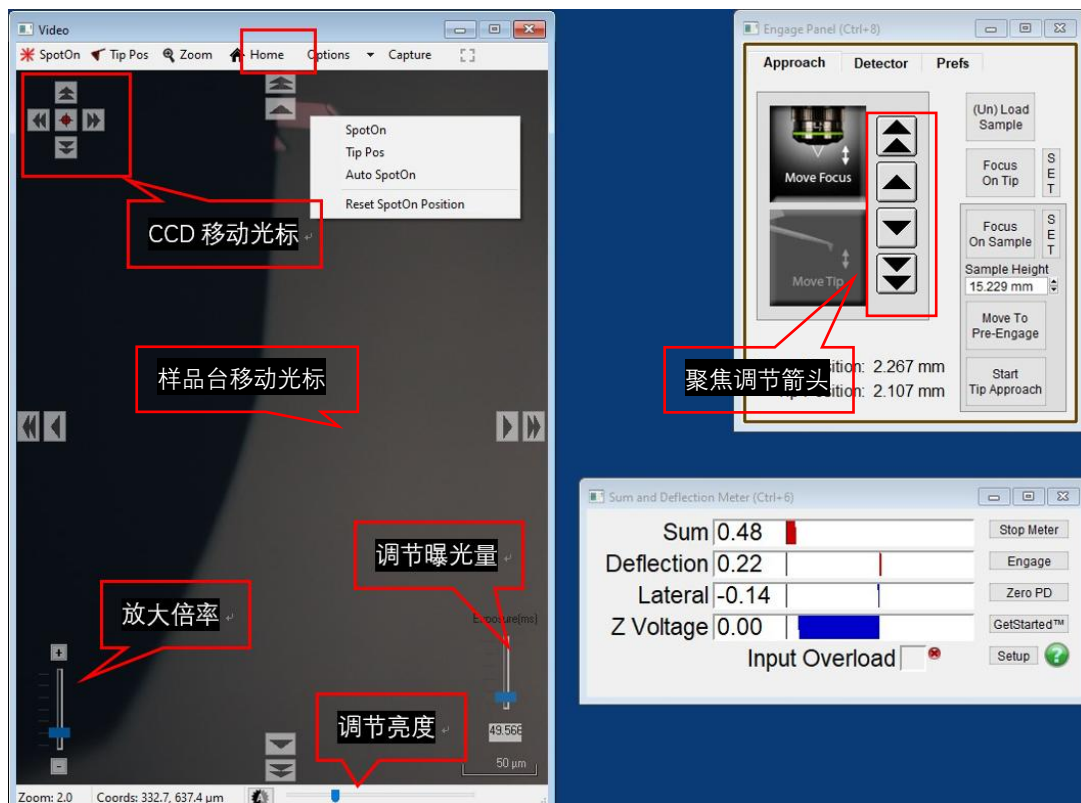 Video
SpotOn Tip Pos Zoom Home Options Capture
SpotOn
Tip Pos
Auto SpotOn
Reset SpotOn Position
CCD 移动光标
样品台移动光标
调节曝光量
放大倍率
Exposure(ms)
+
-
49.568
调节亮度
50 µm
Zoom: 2.0 Coords: 332.7, 637.4 µm
A
Engage Panel (Ctrl+8)
Approach Detector Prefs
Move Focus
Move Tip
(Un) Load
Sample
Focus
On Tip
SET
Focus
On Sample
SET
Sample Height
15.229 mm
Move To
Pre-Engage
Start
Tip Approach
聚焦调节箭头
sition: 2.267 mm
Position: 2.107 mm
Sum and Deflection Meter (Ctrl+6)
Sum 0.48 Stop Meter
Deflection 0.22 Engage
Lateral -0.14 Zero PD
Z Voltage 0.00 GetStarted™
Input Overload Setup ?